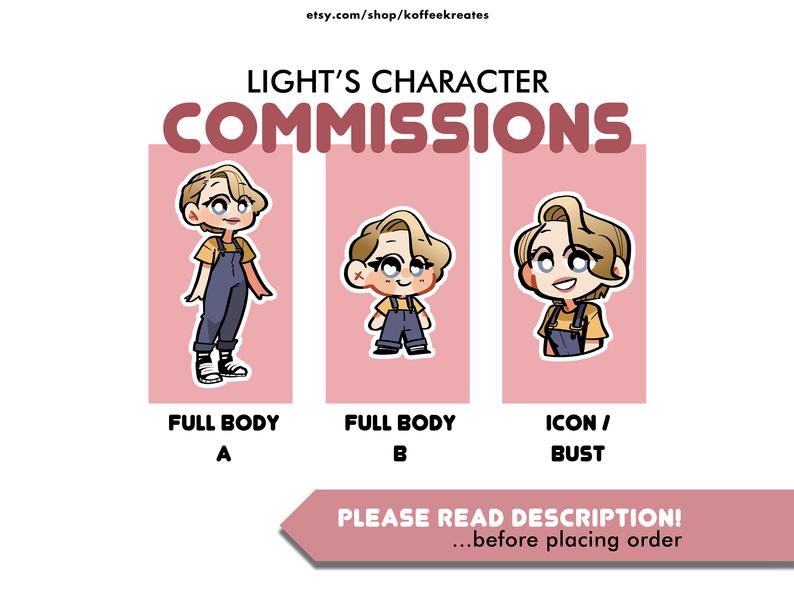 etsy.com/shop/koffeekreates
LIGHT'S CHARACTER
COMMISSIONS
FULL BODY
A
FULL BODY
B
ICON /
BUST
PLEASE READ DESCRIPTION!
...before placing order